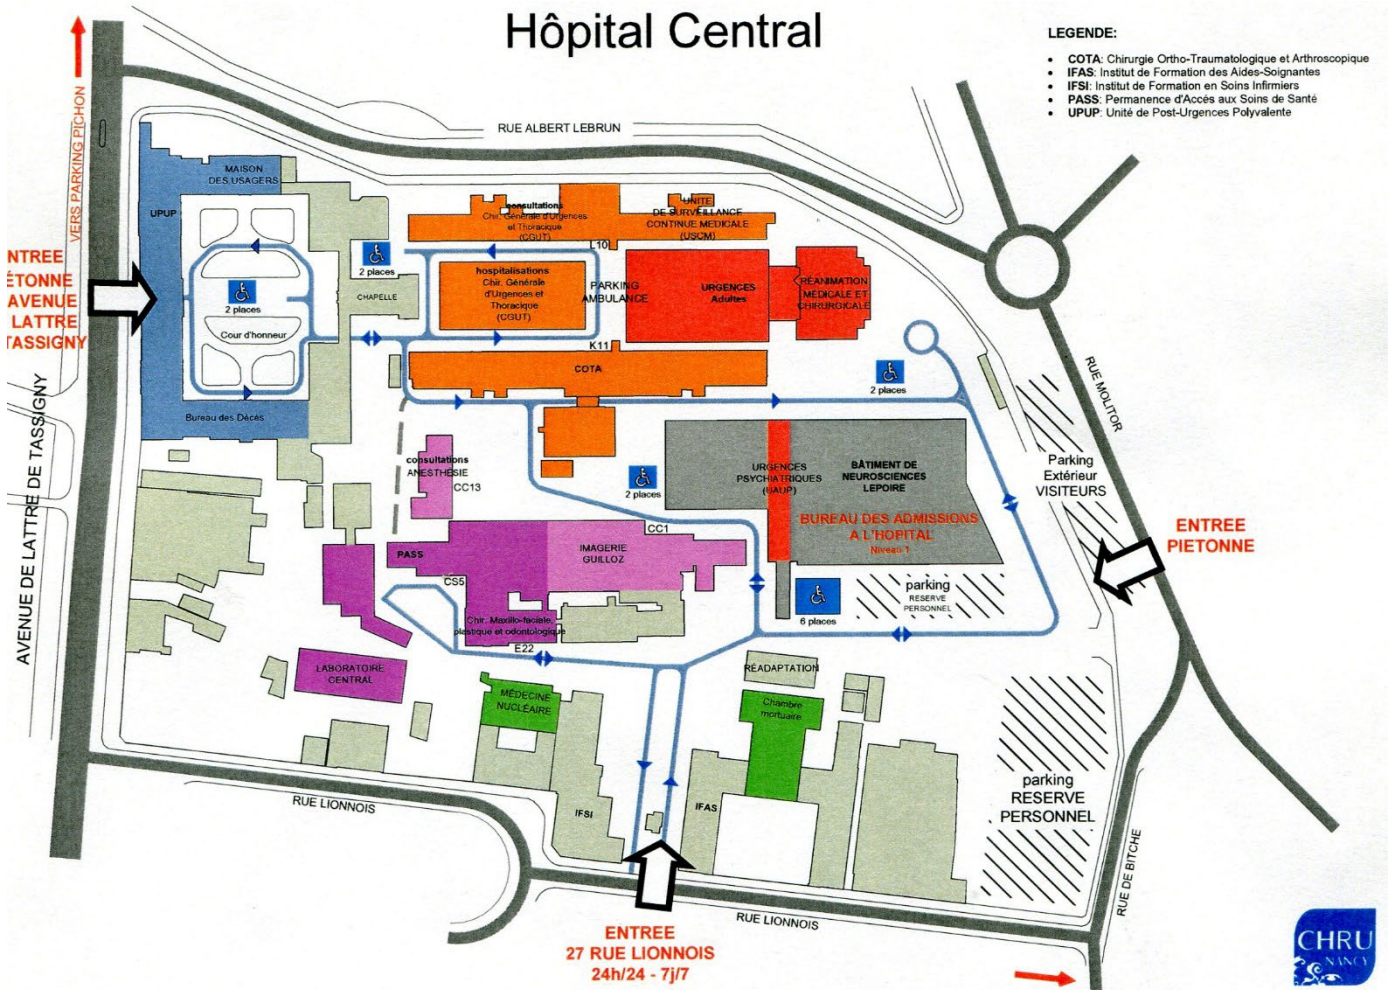 Hôpital Central
LEGENDE:
• COTA: Chirurgie Ortho-Traumatologique et Arthroscopique
• IFAS: Institut de Formation des Aides-Soignantes
• IFSI: Institut de Formation en Soins Infirmiers
• PASS: Permanence d'Accés aux Soins de Santé
• UPUP: Unité de Post-Urgences Polyvalente
VERS PARKING PICHON
RUE ALBERT LEBRUN
MAISON
DES USAGERS
UPUP
consultations
Chir. Générale d'Urgences
et Thoracique
(CGUT)
UNITE
DE SURVEILLANCE
CONTINUE MEDICALE
(USCM)
L10
NTREE
ÉTONNE
AVENUE
LATTRE
TASSIGNY
2 places
2 places
CHAPELLE
Cour d'honneur
hospitalisations
Chir. Générale
d'Urgences et
Thoracique
(CGUT)
PARKING
AMBULANCE
URGENCES
Adultes
RÉANIMATION
MÉDICALE ET
CHIRURGICALE
K11
COTA
2 places
RUE MOLITOR
Bureau des Décés
AVENUE DE LATTRE DE TASSIGNY
consultations
ANESTHÉSIE
CC13
2 places
URGENCES
PSYCHIATRIQUES
(UAUP)
BÂTIMENT DE
NEUROSCIENCES
LEPOIRE
BUREAU DES ADMISSIONS
A L'HOPITAL
Niveau 1
Parking
Extérieur
VISITEURS
ENTREE
PIETONNE
CC1
PASS
IMAGERIE
GUILLOZ
CS5
parking
RESERVE
PERSONNEL
6 places
Chir. Maxillo-faciale,
plastique et odontologique
E22
LABORATOIRE
CENTRAL
MÉDECINE
NUCLÉAIRE
RÉADAPTATION
Chambre
mortuaire
parking
RESERVE
PERSONNEL
RUE LIONNOIS
IFSI
IFAS
RUE DE BITCHE
RUE LIONNOIS
ENTREE
27 RUE LIONNOIS
24h/24 - 7j/7
CHRU
NANCY